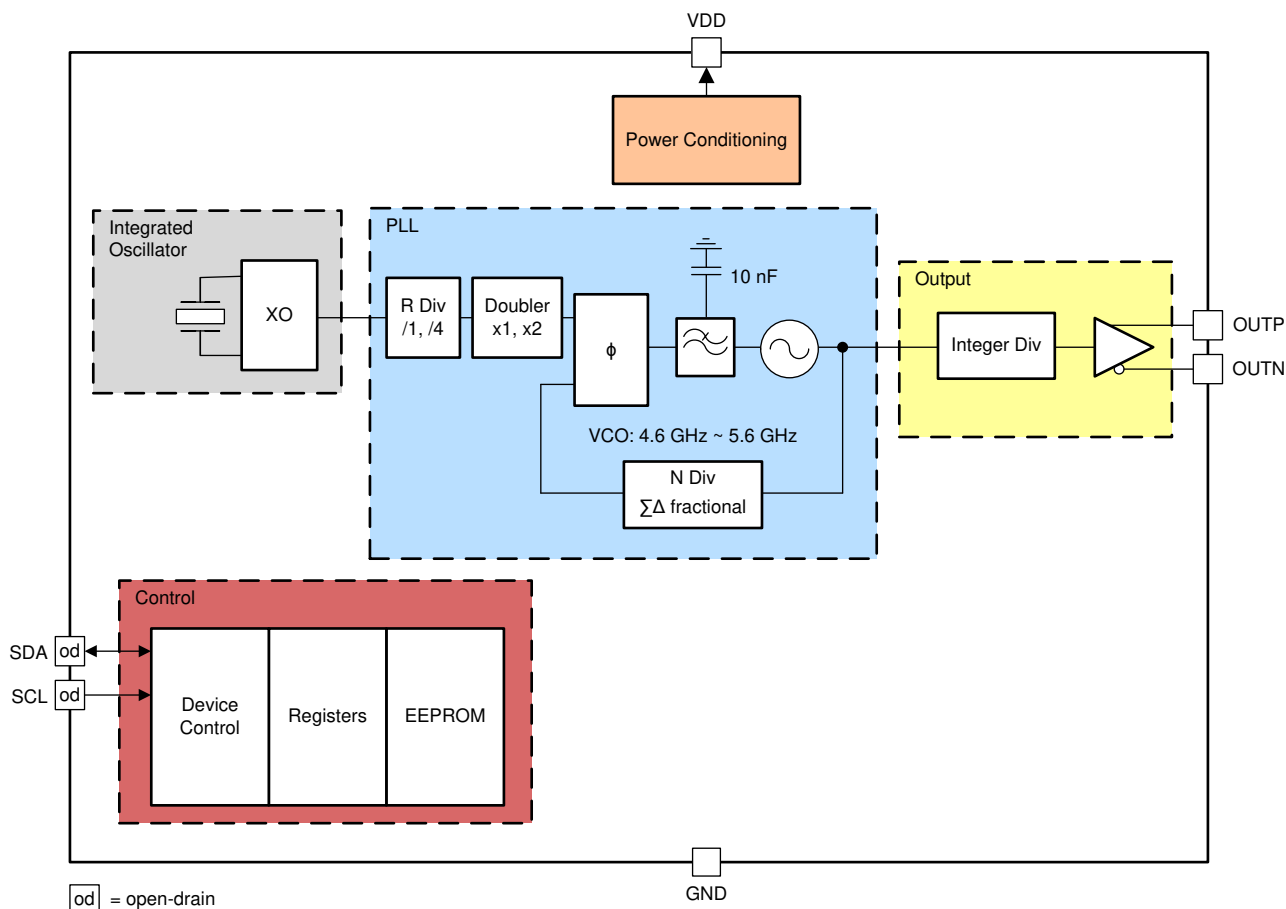 VDD
Power Conditioning
Integrated
Oscillator
XO
PLL
R Div
/1, /4
Doubler
x1, x2
ϕ
10 nF
VCO: 4.6 GHz ~ 5.6 GHz
N Div
∑Δ fractional
Output
Integer Div
OUTP
OUTN
Control
SDA
od
SCL
od
Device
Control
Registers
EEPROM
GND
od = open-drain